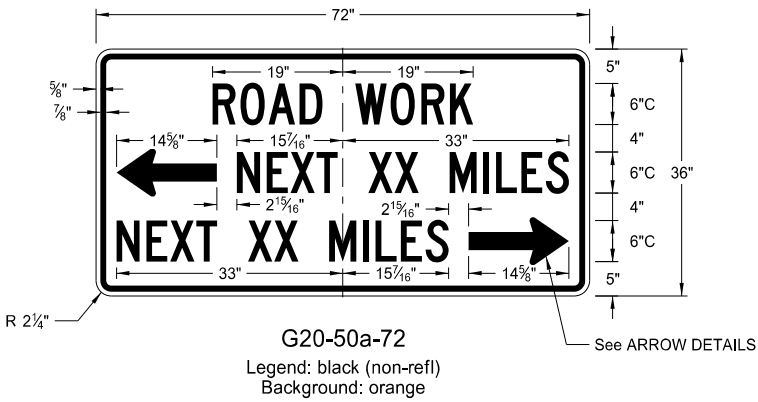 72"
5"
19" 19"
5/8"
7/8"
ROAD WORK
6"C
4"
14 5/8" 15 7/16" 33"
NEXT XX MILES
6"C
36"
2 15/16" 2 15/16"
4"
NEXT XX MILES
6"C
33" 15 7/16" 14 5/8"
5"
R 2 1/4"
G20-50a-72
See ARROW DETAILS
Legend: black (non-refl)
Background: orange